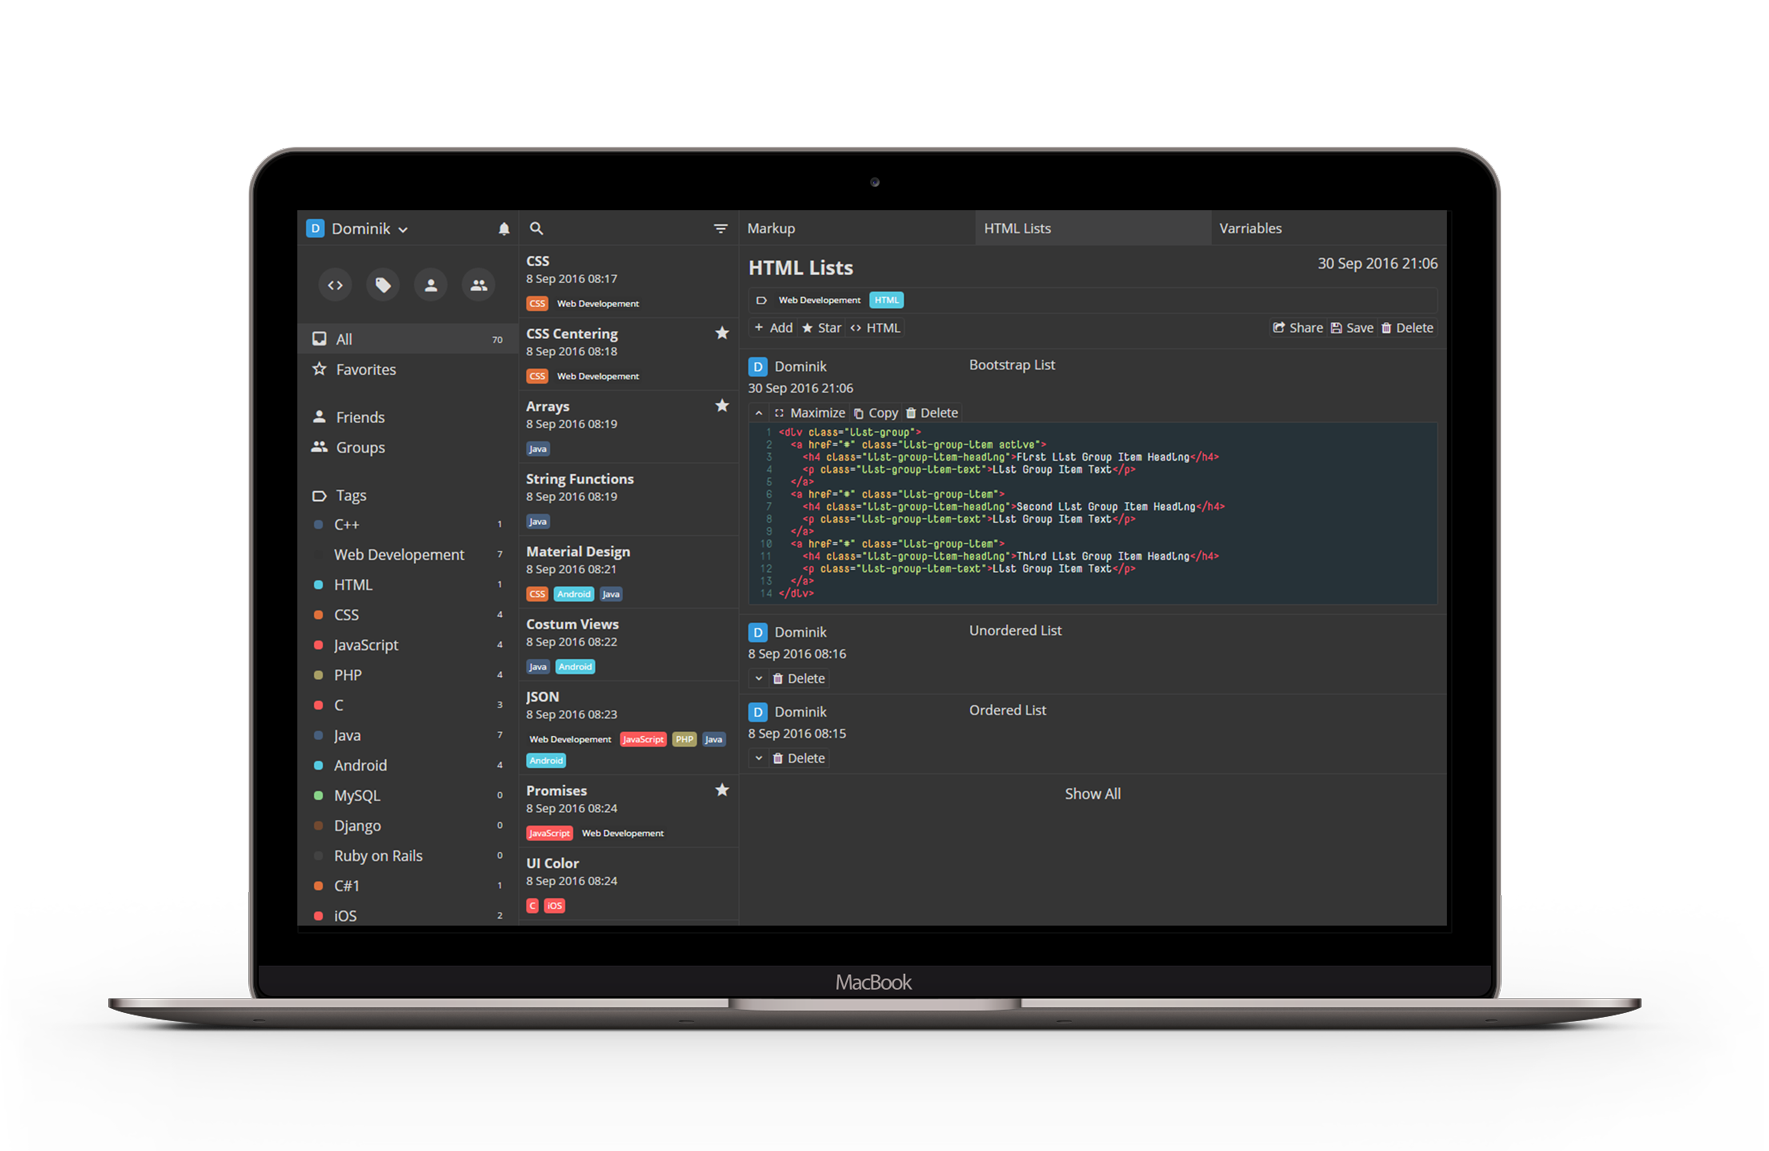 D Dominik
All 70
Favorites
Friends
Groups
Tags
C++ 1
Web Developement 7
HTML 1
CSS 4
JavaScript 4
PHP 4
C 3
Java 7
Android 4
MySQL 0
Django 0
Ruby on Rails 0
C#1 1
iOS 2
CSS
8 Sep 2016 08:17
CSS Web Developement
CSS Centering
8 Sep 2016 08:18
CSS Web Developement
Arrays
8 Sep 2016 08:19
Java
String Functions
8 Sep 2016 08:19
Java
Material Design
8 Sep 2016 08:21
CSS Android Java
Costum Views
8 Sep 2016 08:22
Java Android
JSON
8 Sep 2016 08:23
Web Developement JavaScript PHP Java
Android
Promises
8 Sep 2016 08:24
JavaScript Web Developement
UI Color
8 Sep 2016 08:24
C iOS
Markup HTML Lists Varriables
HTML Lists 30 Sep 2016 21:06
Web Developement HTML
+ Add ★ Star <> HTML Share Save Delete
D Dominik Bootstrap List
30 Sep 2016 21:06
Maximize Copy Delete
1 <div class="list-group">
2 <a href="#" class="list-group-item active">
3 <h4 class="list-group-item-heading">First List Group Item Heading</h4>
4 <p class="list-group-item-text">List Group Item Text</p>
5 </a>
6 <a href="#" class="list-group-item">
7 <h4 class="list-group-item-heading">Second List Group Item Heading</h4>
8 <p class="list-group-item-text">List Group Item Text</p>
9 </a>
10 <a href="#" class="list-group-item">
11 <h4 class="list-group-item-heading">Third List Group Item Heading</h4>
12 <p class="list-group-item-text">List Group Item Text</p>
13 </a>
14 </div>
D Dominik Unordered List
8 Sep 2016 08:16
Delete
D Dominik Ordered List
8 Sep 2016 08:15
Delete
Show All
MacBook